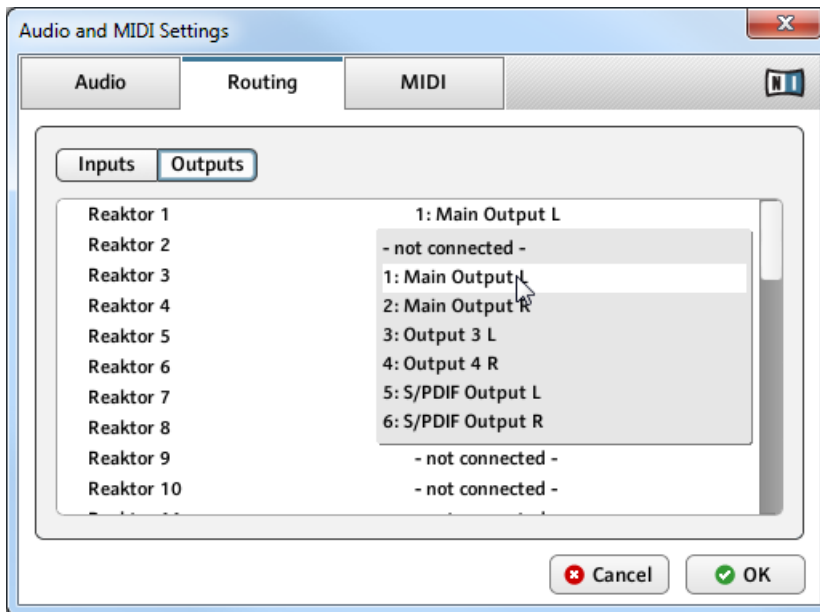 Audio and MIDI Settings
Audio Routing MIDI
NI
Inputs Outputs
Reaktor 1 1: Main Output L
Reaktor 2 - not connected -
Reaktor 3 1: Main Output L
Reaktor 4 2: Main Output R
Reaktor 5 3: Output 3 L
Reaktor 6 4: Output 4 R
Reaktor 7 5: S/PDIF Output L
Reaktor 8 6: S/PDIF Output R
Reaktor 9 - not connected -
Reaktor 10 - not connected -
Cancel OK